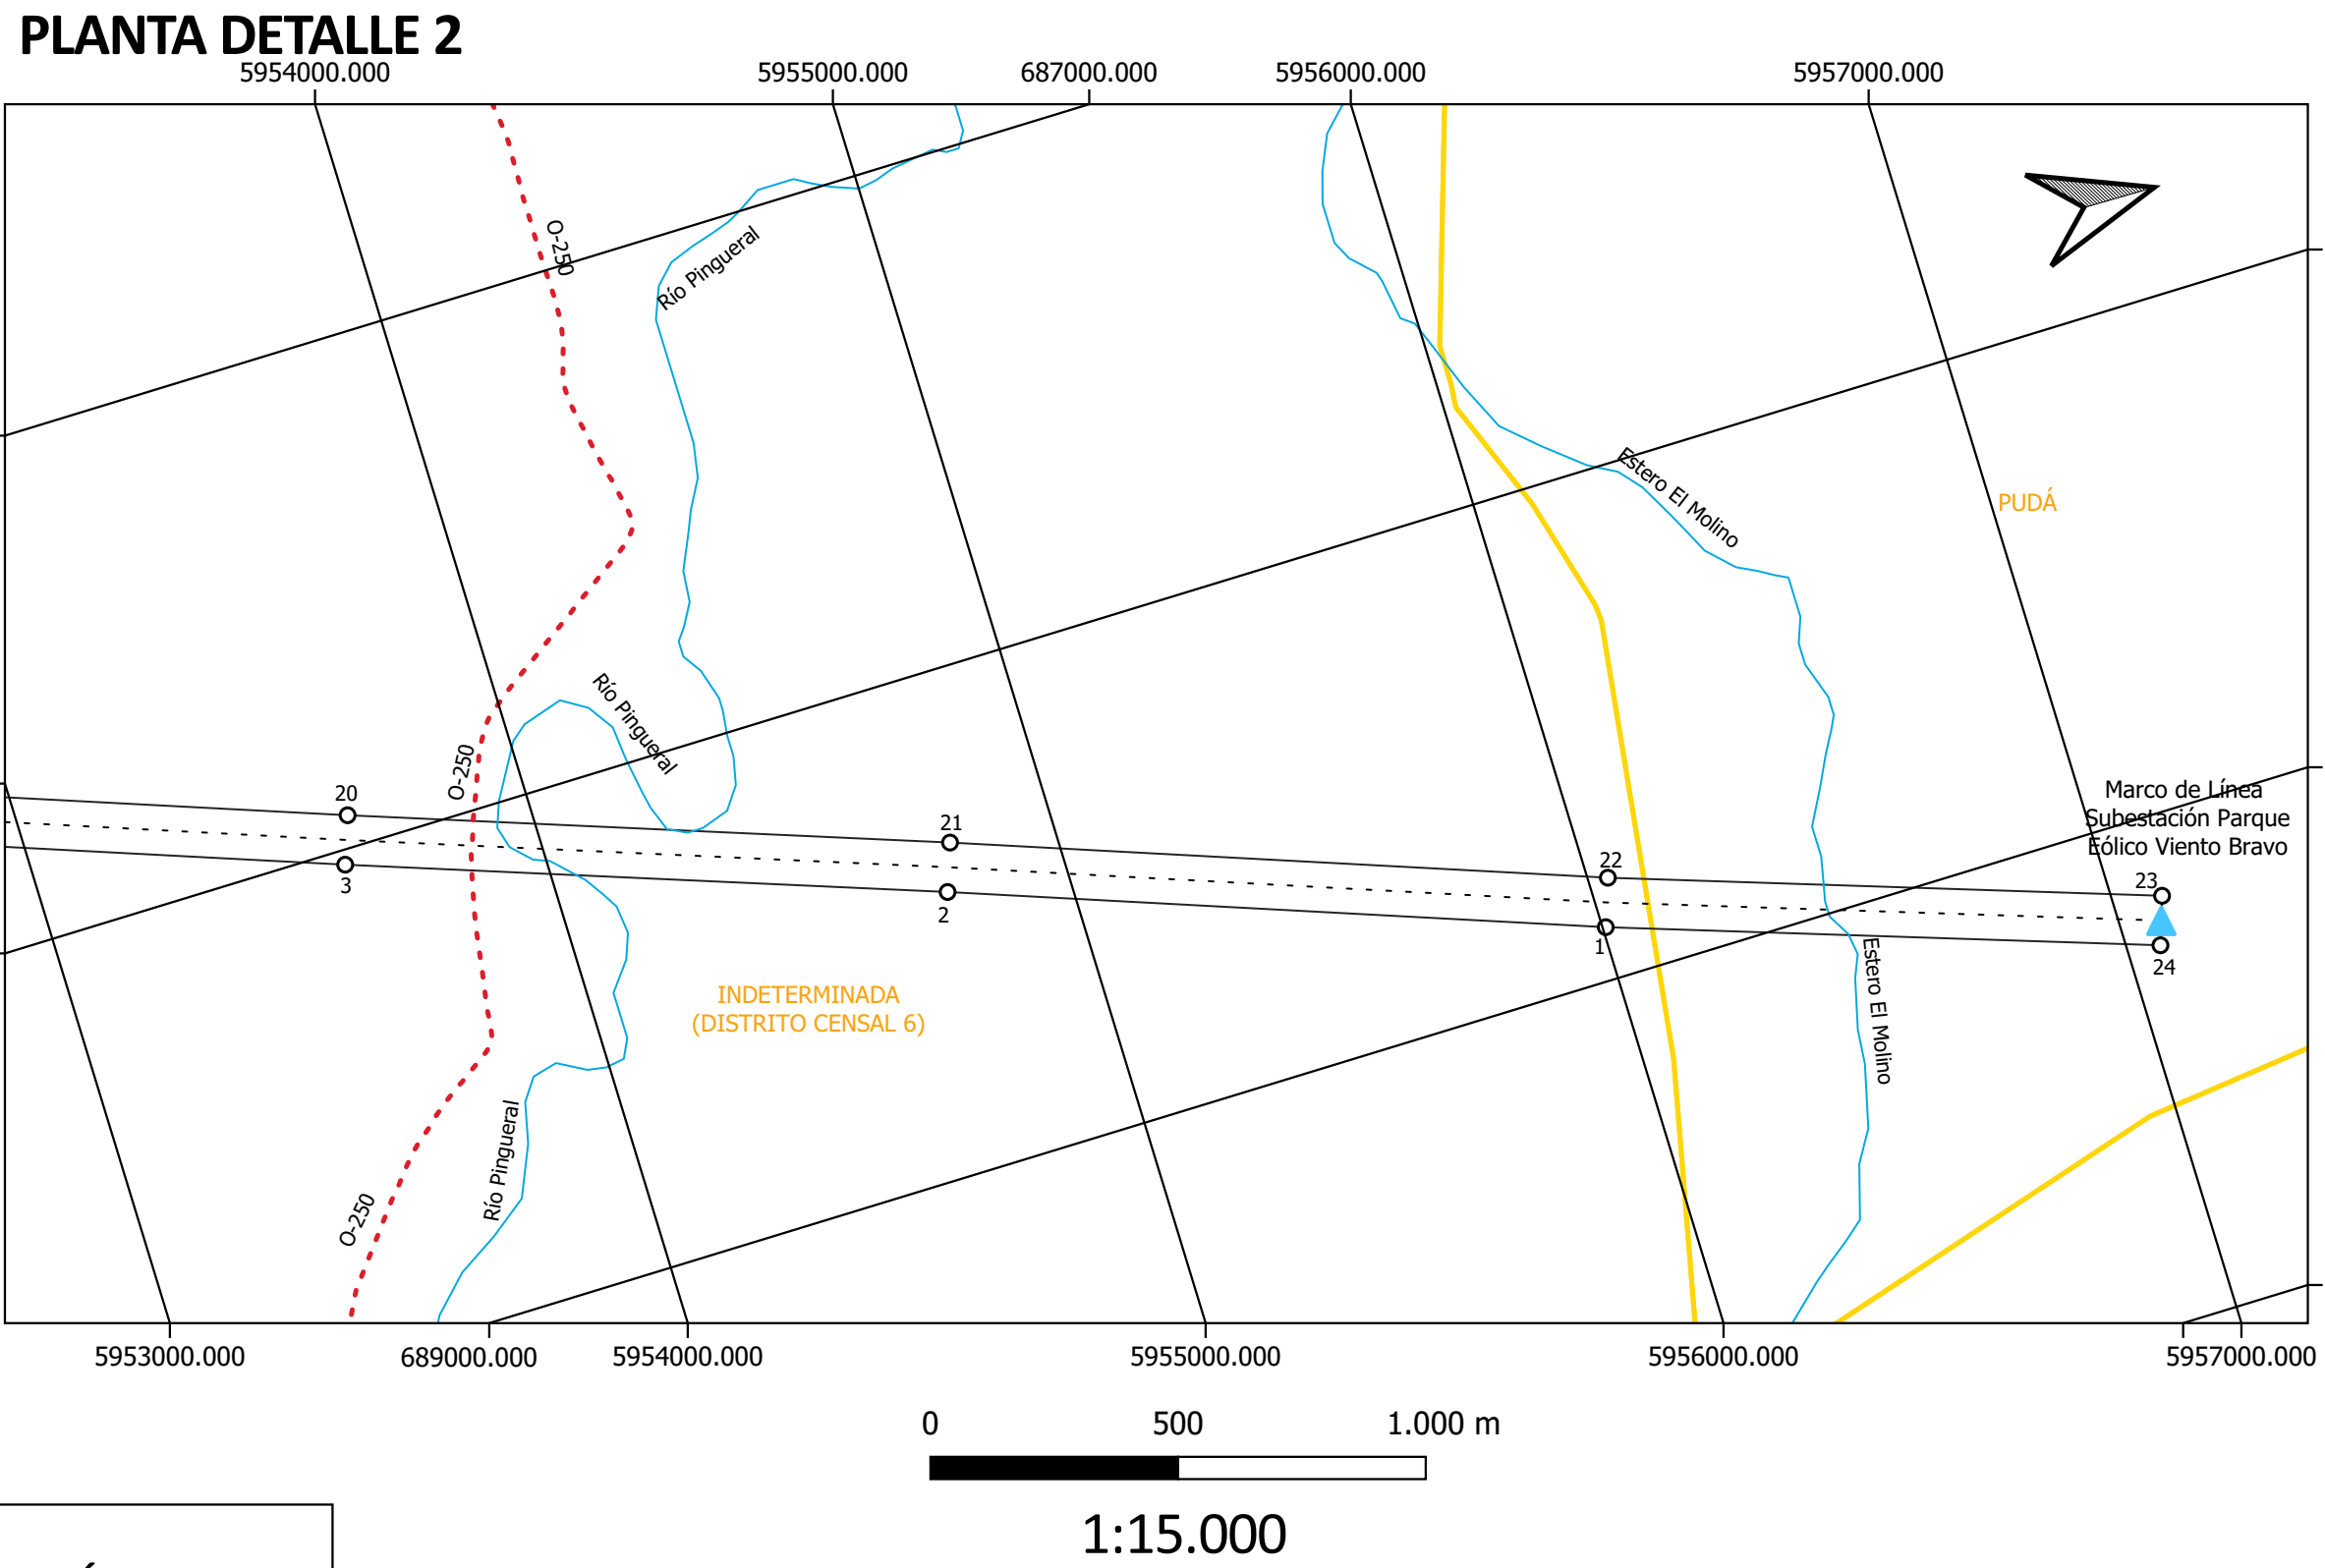 PLANTA DETALLE 2
5954000.000
5955000.000
687000.000
5956000.000
5957000.000
O-250
Río Pingueral
Estero El Molino
PUDÁ
Río Pingueral
O-250
Marco de Línea
Subestación Parque
Eólico Viento Bravo
20
21
22
23
3
2
1
24
INDETERMINADA
(DISTRITO CENSAL 6)
Estero El Molino
Río Pingueral
O-250
5953000.000
689000.000
5954000.000
5955000.000
5956000.000
5957000.000
0
500
1.000 m
1:15.000